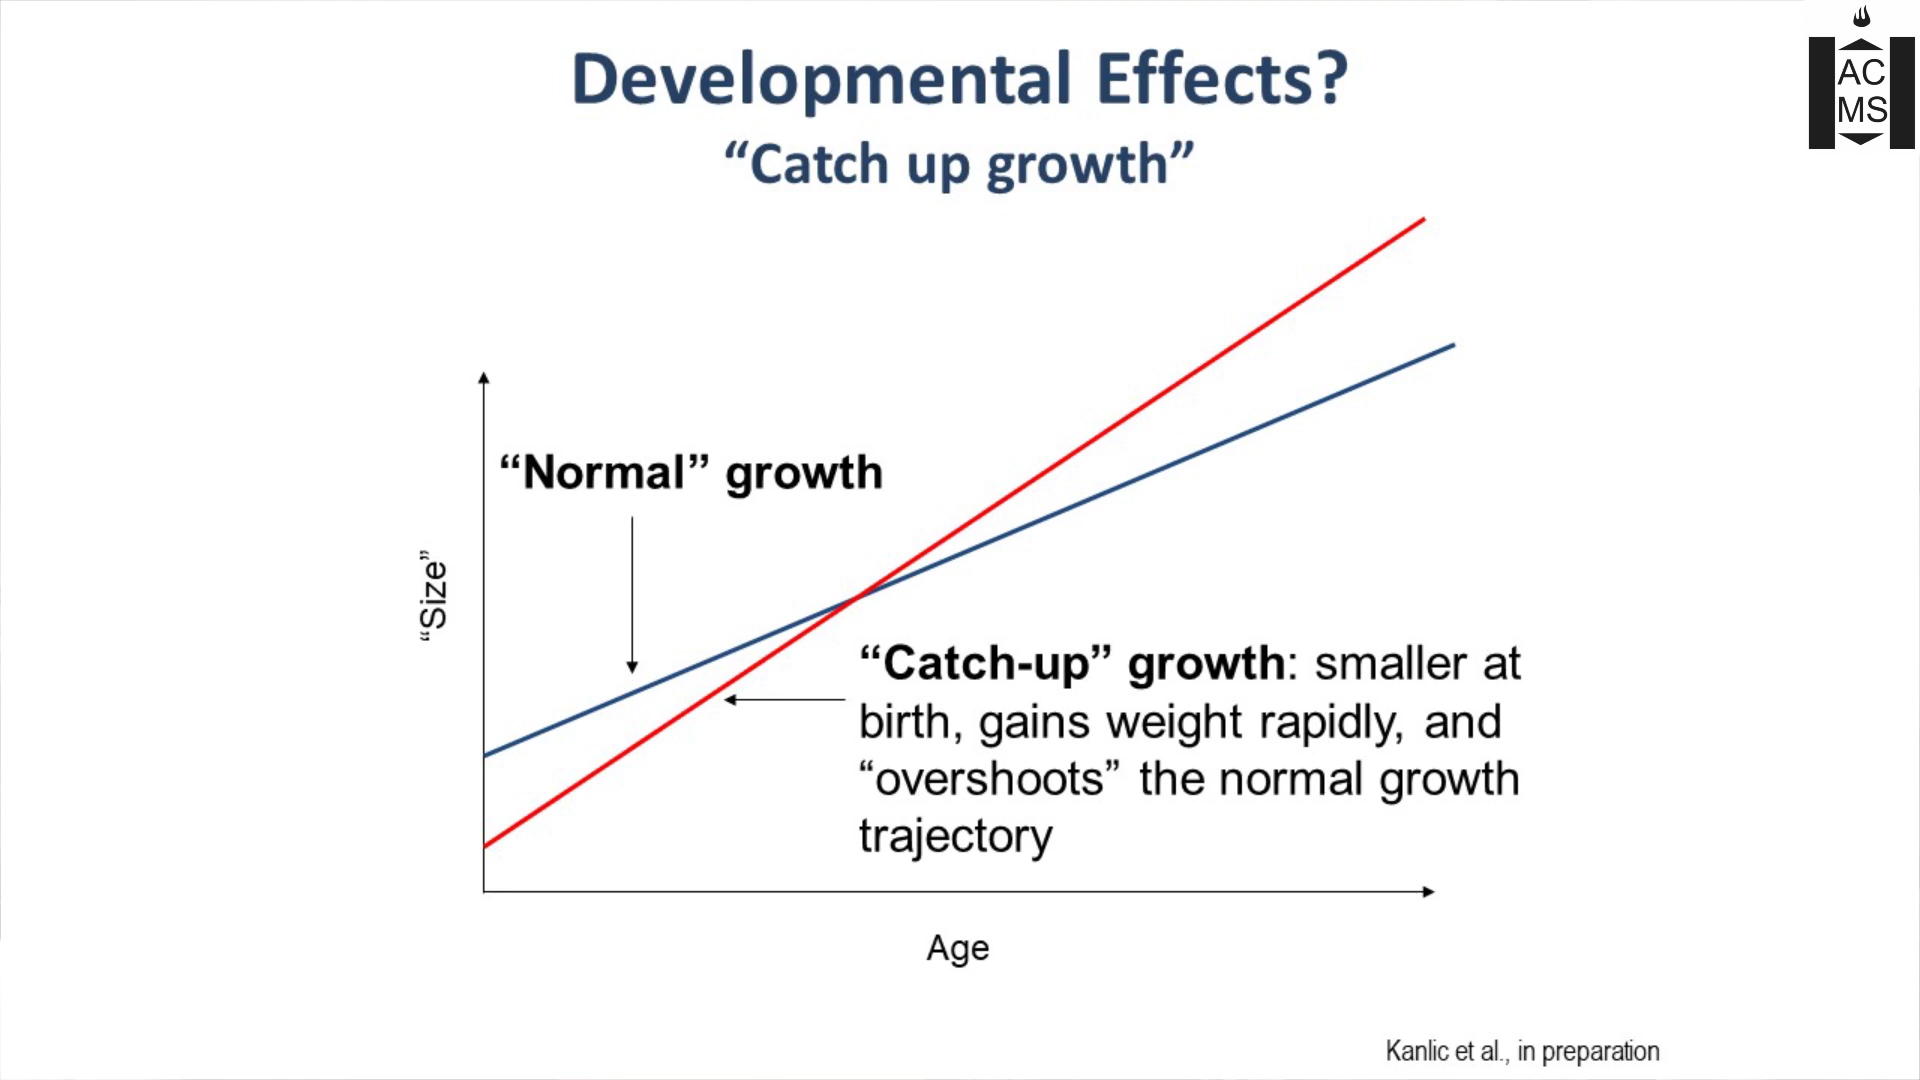 Developmental Effects?
“Catch up growth”
AC
MS
“Normal” growth
“Size”
“Catch-up” growth: smaller at
birth, gains weight rapidly, and
“overshoots” the normal growth
trajectory
Age
Kanlic et al., in preparation